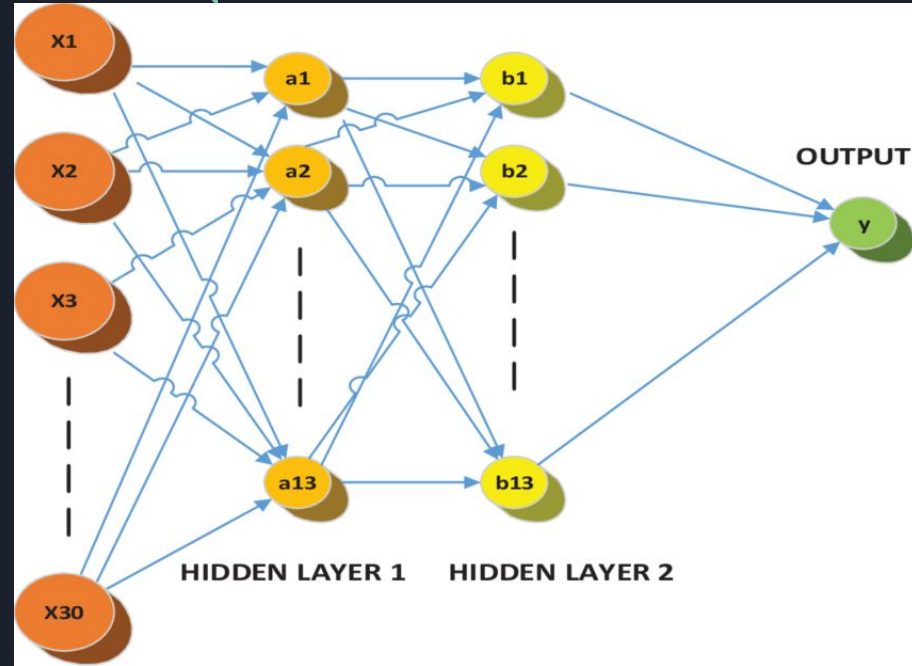 X1
a1
b1
X2
a2
b2
OUTPUT
y
X3
a13
b13
HIDDEN LAYER 1
HIDDEN LAYER 2
X30